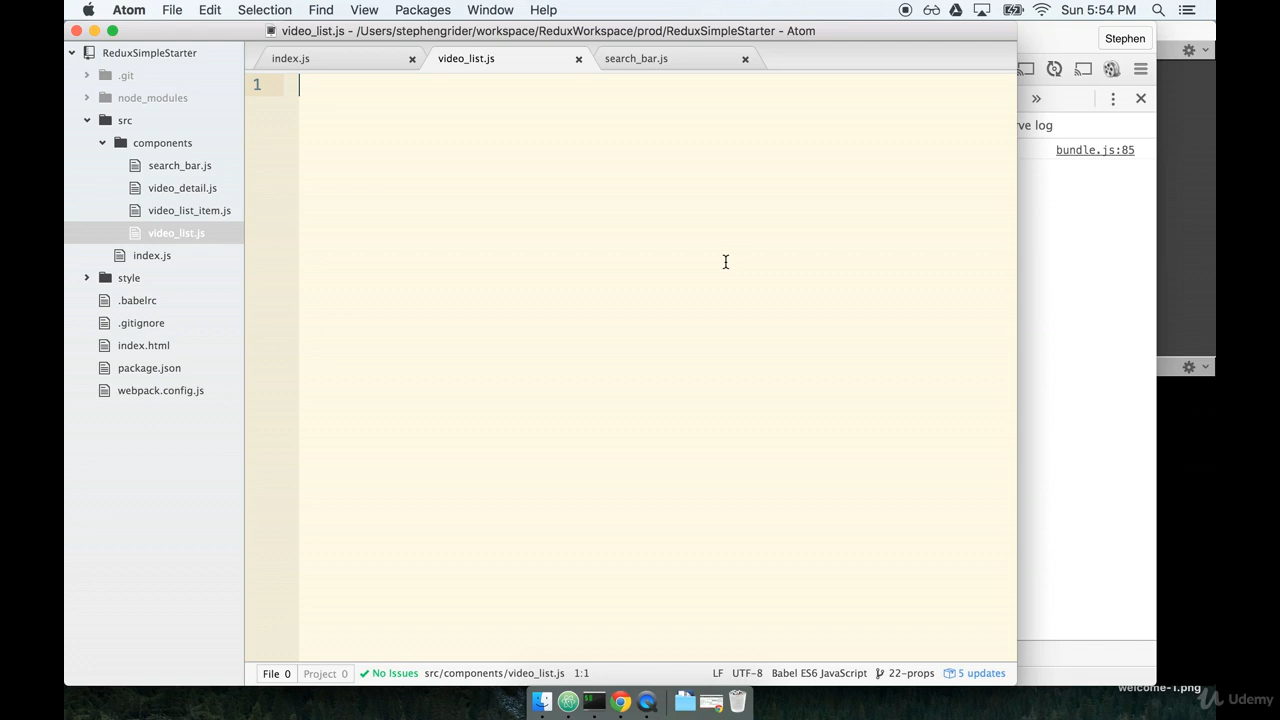 Atom File Edit Selection Find View Packages Window Help Sun 5:54 PM
video_list.js - /Users/stephengrider/workspace/ReduxWorkspace/prod/ReduxSimpleStarter - Atom
Stephen
ReduxSimpleStarter
.git
node_modules
src
components
search_bar.js
video_detail.js
video_list_item.js
video_list.js
index.js
style
.babelrc
.gitignore
index.html
package.json
webpack.config.js
index.js video_list.js search_bar.js
1
»
rve log
bundle.js:85
File 0 Project 0 No Issues src/components/video_list.js 1:1 LF UTF-8 Babel ES6 JavaScript 22-props 5 updates
welcome-1.png
Udemy